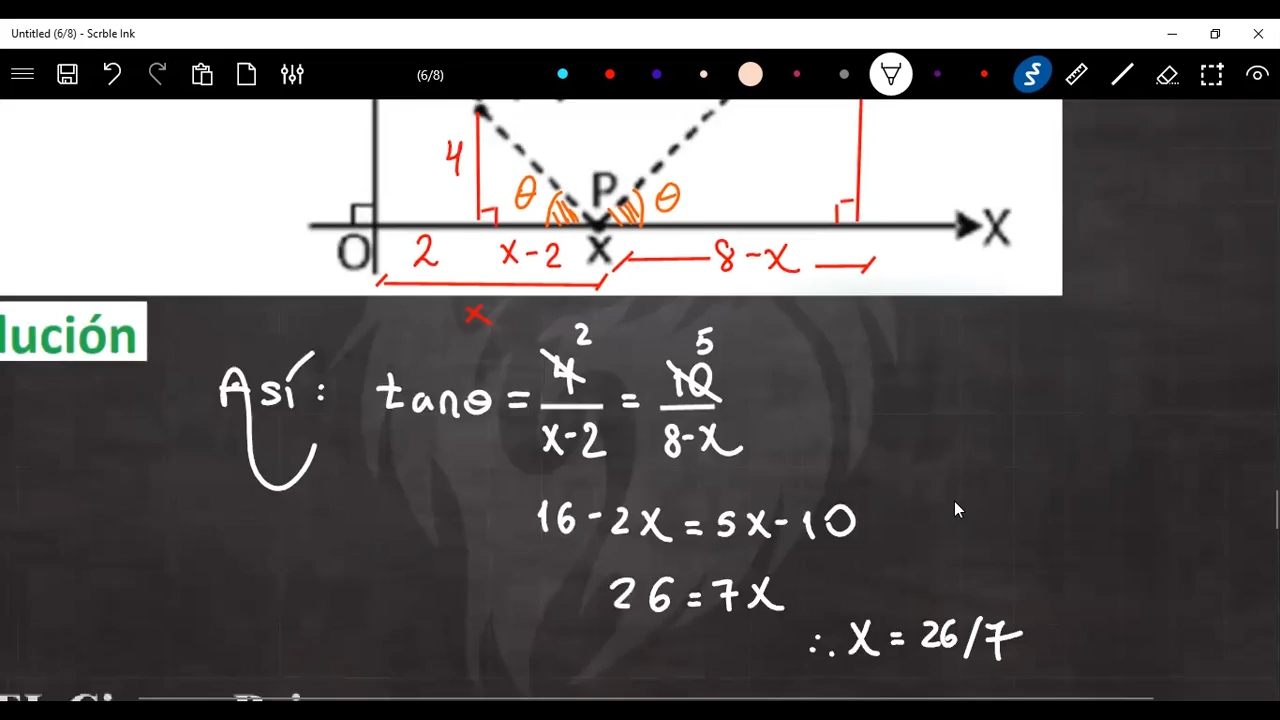 Untitled (6/8) - Scrble Ink
(6/8)
4
θ P θ
O 2 x-2 X 8-x X
x
lución
Así: tanθ = 4/x-2 = 10/8-x
2 5
16-2x=5x-10
26=7x
∴ x = 26/7